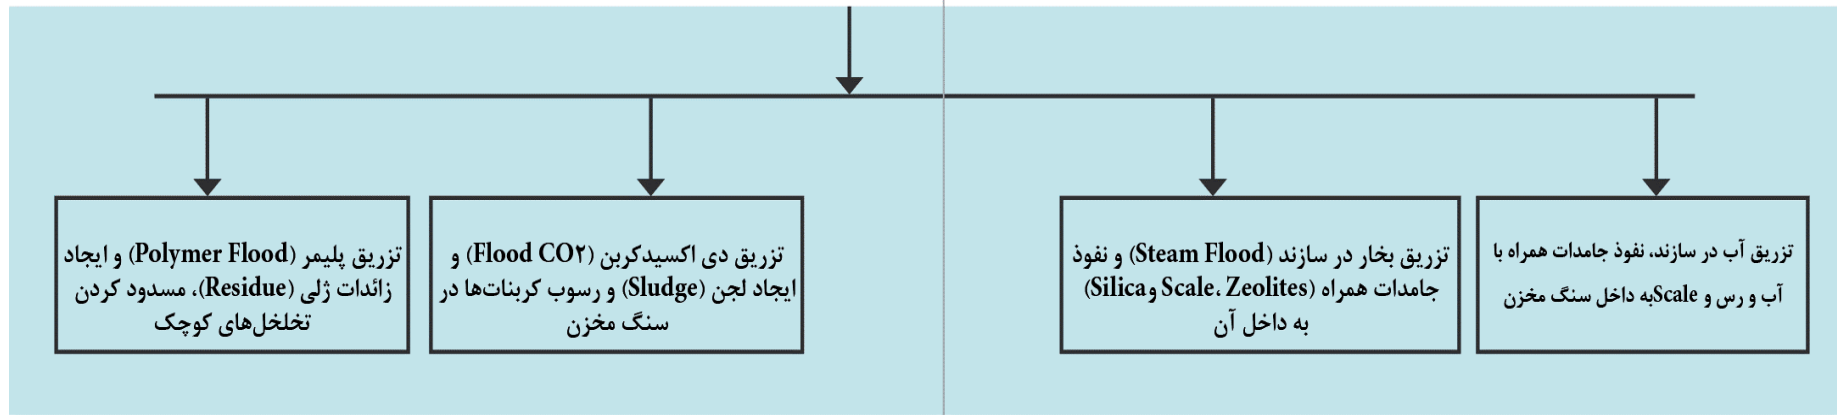 تزریق آب در سازند، نفوذ جامدات همراه با
آب و رس و Scaleبه داخل سنگ مخزن
تزریق بخار در سازند (Steam Flood) و نفوذ
جامدات همراه (Scale، Zeolites وSilica)
به داخل آن
تزریق دی اکسیدکربن (Flood CO۲) و
ایجاد لجن (Sludge) و رسوب کربنات‌ها در
سنگ مخزن
تزریق پلیمر (Polymer Flood) و ایجاد
زائدات ژلی (Residue)، مسدود کردن
تخلخل‌های کوچک